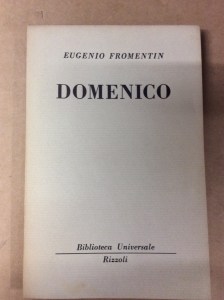 EUGENIO FROMENTIN
DOMENICO
Biblioteca Universale
Rizzoli